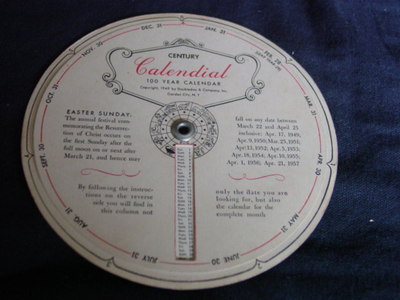 DEC. 31
JAN. 31
NOV. 30
FEB. 28
OCT. 31
MAR. 31
SEPT. 30
APR. 30
AUG. 31
MAY 31
JULY 31
JUNE 30
CENTURY
Calendial
100 YEAR CALENDAR
Copyright, 1949 by Doubleday & Company, Inc.
Garden City, N. Y.
EASTER SUNDAY.
The annual festival com-
memorating the Resurrec-
tion of Christ occurs on
the first Sunday after the
full moon on or next after
March 21, and hence may
fall on any date between
March 22 and April 25
inclusive: Apr. 17, 1949,
Apr. 9, 1950, Mar. 25, 1951,
Apr. 13, 1952, Apr. 5, 1953,
Apr. 18, 1954, Apr. 10, 1955,
Apr. 1, 1956, Apr. 21, 1957
By following the instruc-
tions on the reverse
side you will find in
this column not
only the date you are
looking for, but also
the calendar for the
complete month